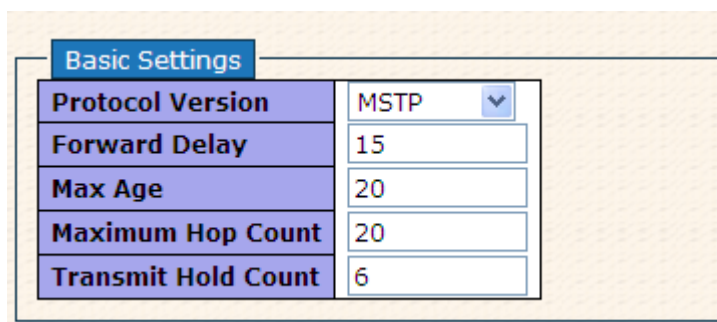 Basic Settings
Protocol Version MSTP
Forward Delay 15
Max Age 20
Maximum Hop Count 20
Transmit Hold Count 6